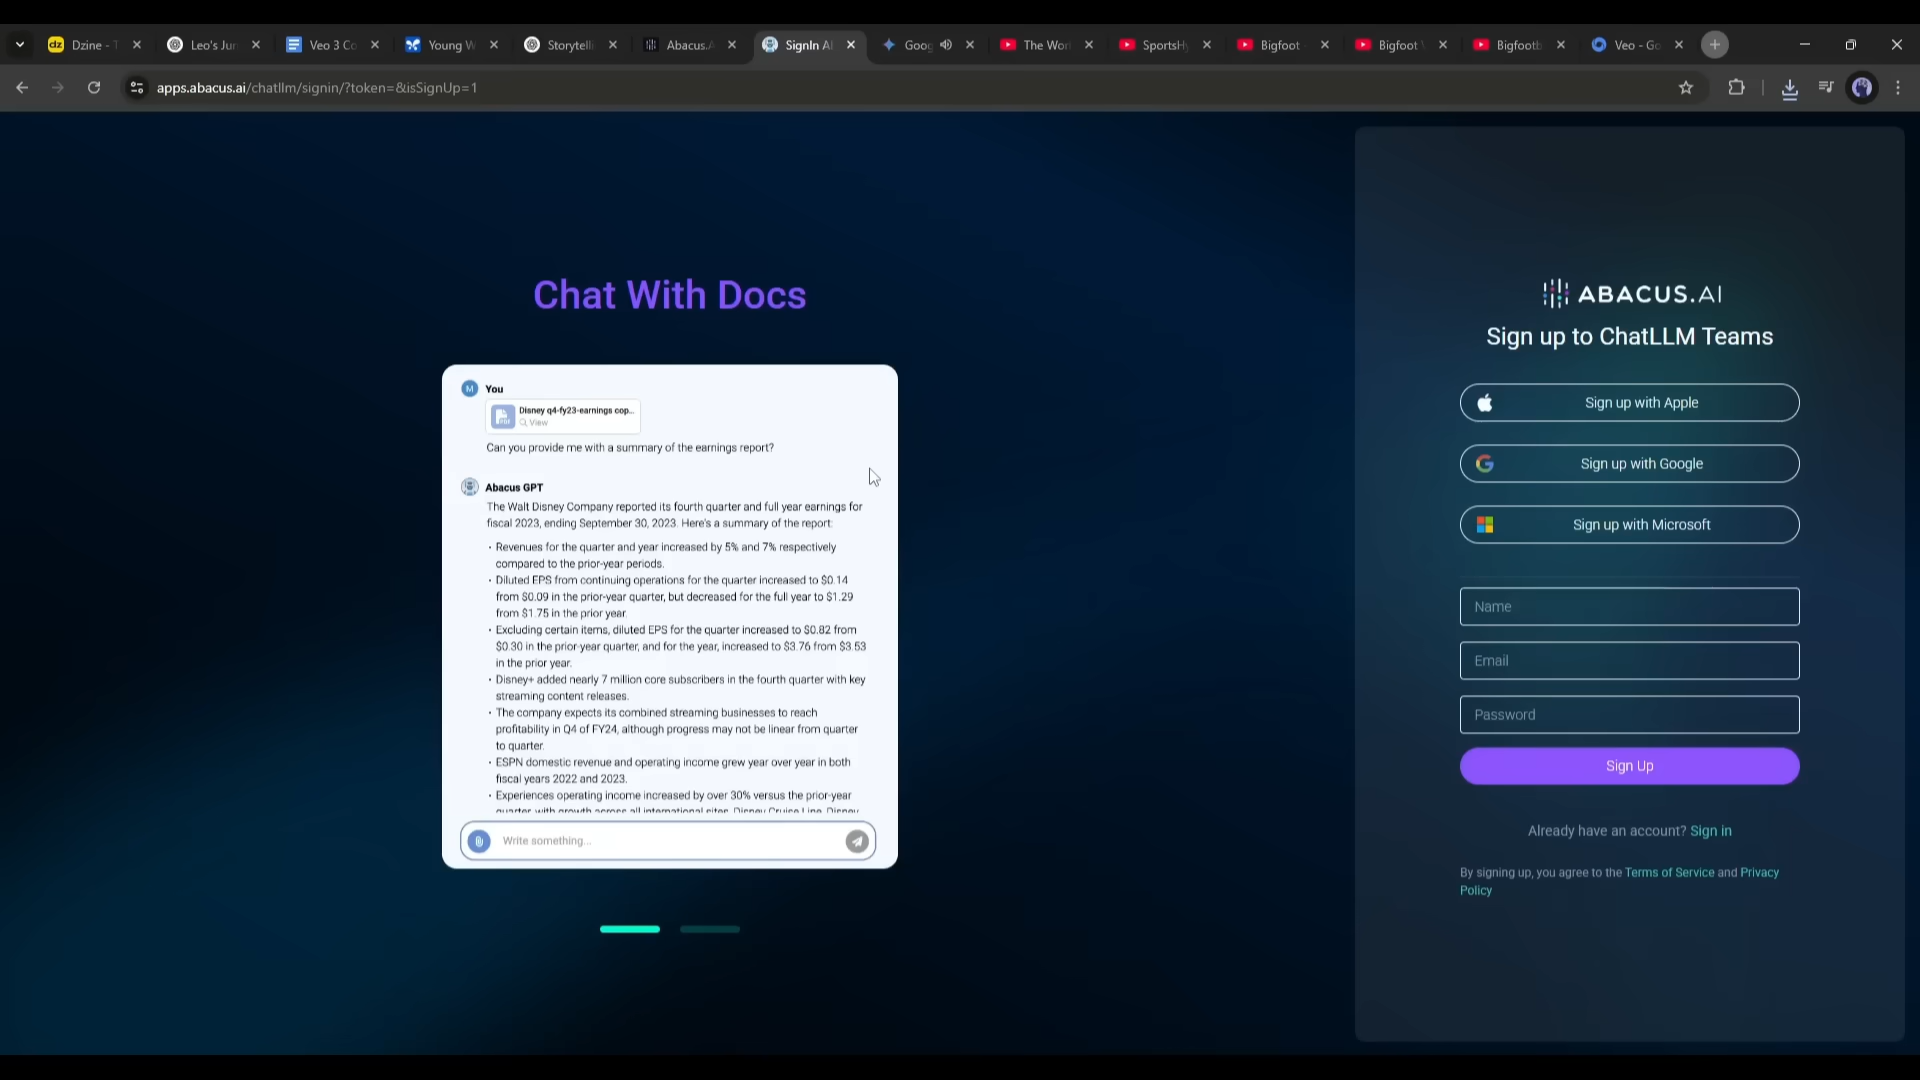 Dzine - T
Leo's Jur
Veo 3 Co
Young W
Storytelli
Abacus.A
SignIn AI
Goog
The Wor
SportsH
Bigfoot
Bigfoot
Bigfootb
Veo - Go
apps.abacus.ai/chatllm/signin/?token=&isSignUp=1
Chat With Docs
M You
Disney q4-fy23-earnings cop...
View
Can you provide me with a summary of the earnings report?
Abacus GPT
The Walt Disney Company reported its fourth quarter and full year earnings for
fiscal 2023, ending September 30, 2023. Here's a summary of the report:
• Revenues for the quarter and year increased by 5% and 7% respectively
compared to the prior-year periods.
• Diluted EPS from continuing operations for the quarter increased to $0.14
from $0.09 in the prior-year quarter, but decreased for the full year to $1.29
from $1.75 in the prior year.
• Excluding certain items, diluted EPS for the quarter increased to $0.82 from
$0.30 in the prior-year quarter, and for the year, increased to $3.76 from $3.53
in the prior year.
• Disney+ added nearly 7 million core subscribers in the fourth quarter with key
streaming content releases.
• The company expects its combined streaming businesses to reach
profitability in Q4 of FY24, although progress may not be linear from quarter
to quarter.
• ESPN domestic revenue and operating income grew year over year in both
fiscal years 2022 and 2023.
• Experiences operating income increased by over 30% versus the prior-year
quarter, with growth across all international sites, Disney Cruise Line, Disney
Write something...
ABACUS.AI
Sign up to ChatLLM Teams
Sign up with Apple
Sign up with Google
Sign up with Microsoft
Name
Email
Password
Sign Up
Already have an account? Sign in
By signing up, you agree to the Terms of Service and Privacy
Policy